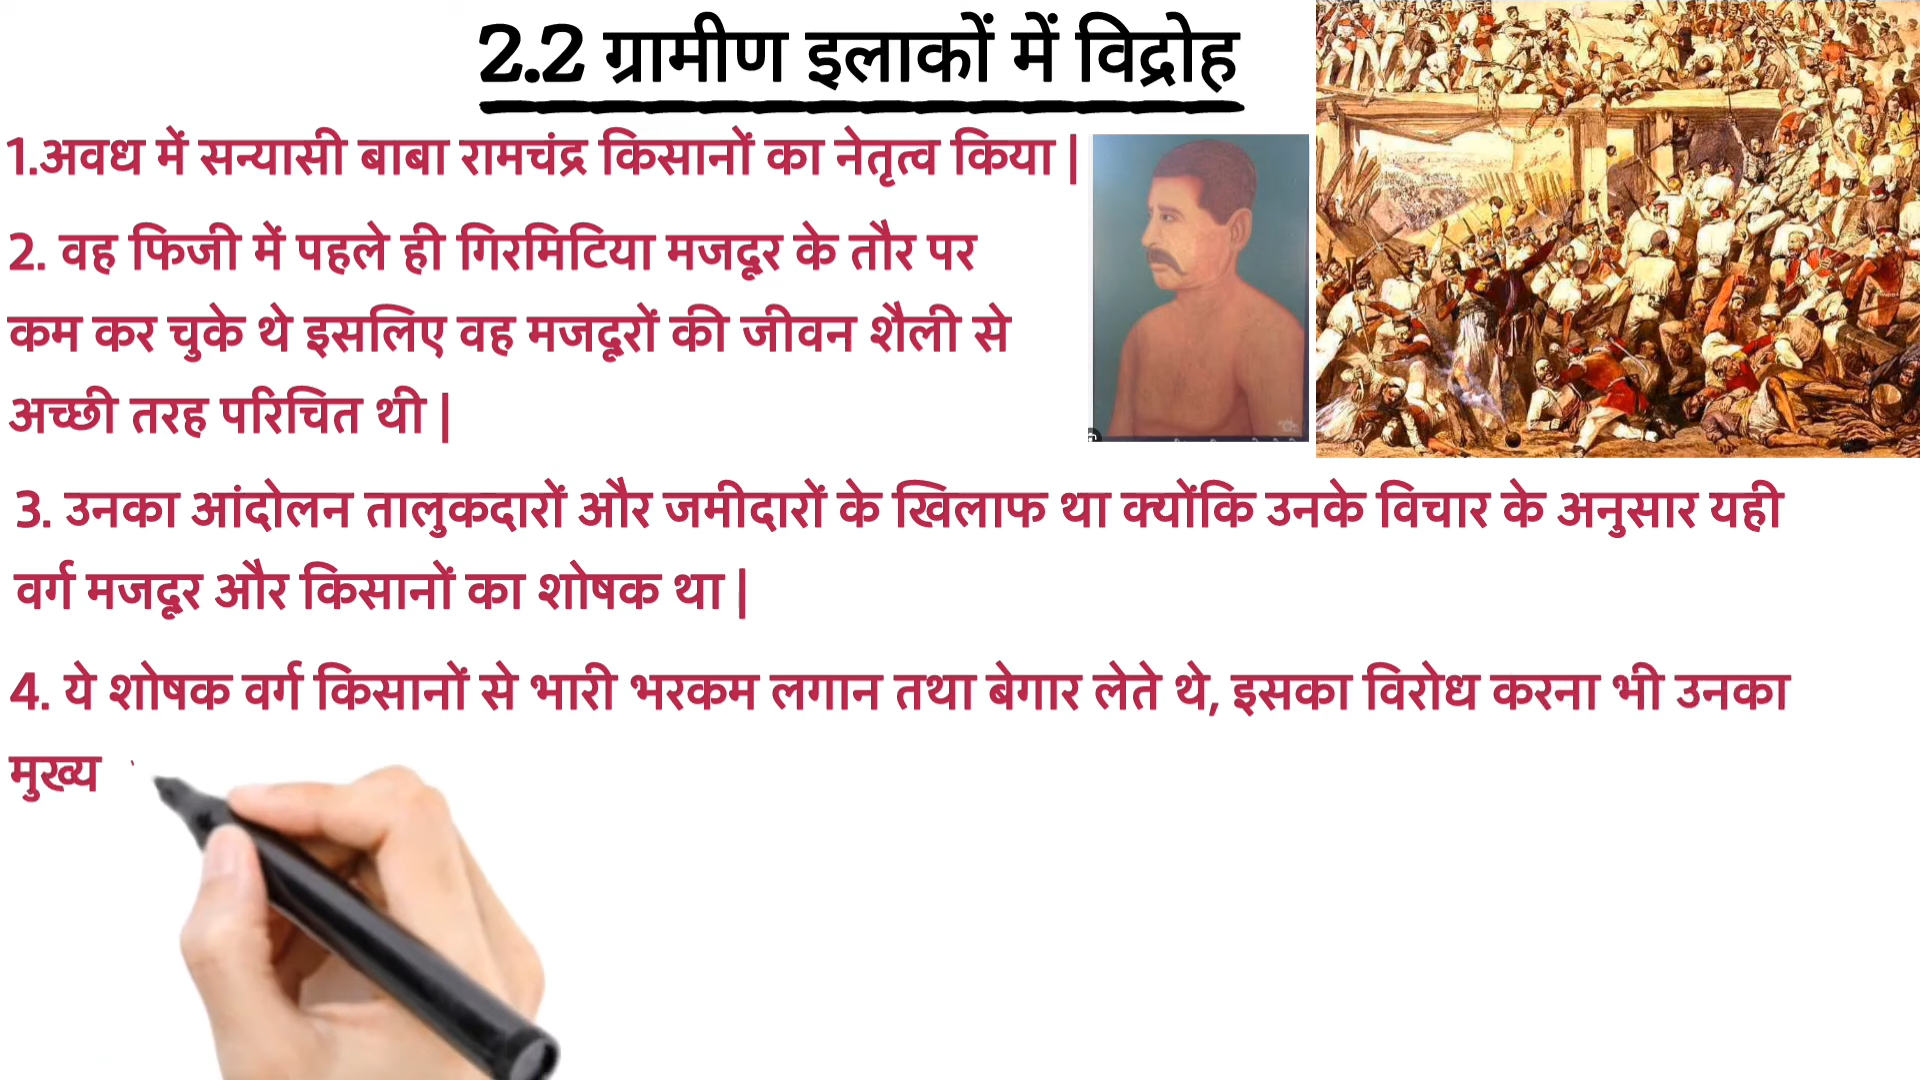 2.2 ग्रामीण इलाकों में विद्रोह
1.अवध में सन्यासी बाबा रामचंद्र किसानों का नेतृत्व किया |
2. वह फिजी में पहले ही गिरमिटिया मजदूर के तौर पर
कम कर चुके थे इसलिए वह मजदूरों की जीवन शैली से
अच्छी तरह परिचित थी |
3. उनका आंदोलन तालुकदारों और जमीदारों के खिलाफ था क्योंकि उनके विचार के अनुसार यही
वर्ग मजदूर और किसानों का शोषक था |
4. ये शोषक वर्ग किसानों से भारी भरकम लगान तथा बेगार लेते थे, इसका विरोध करना भी उनका
मुख्य